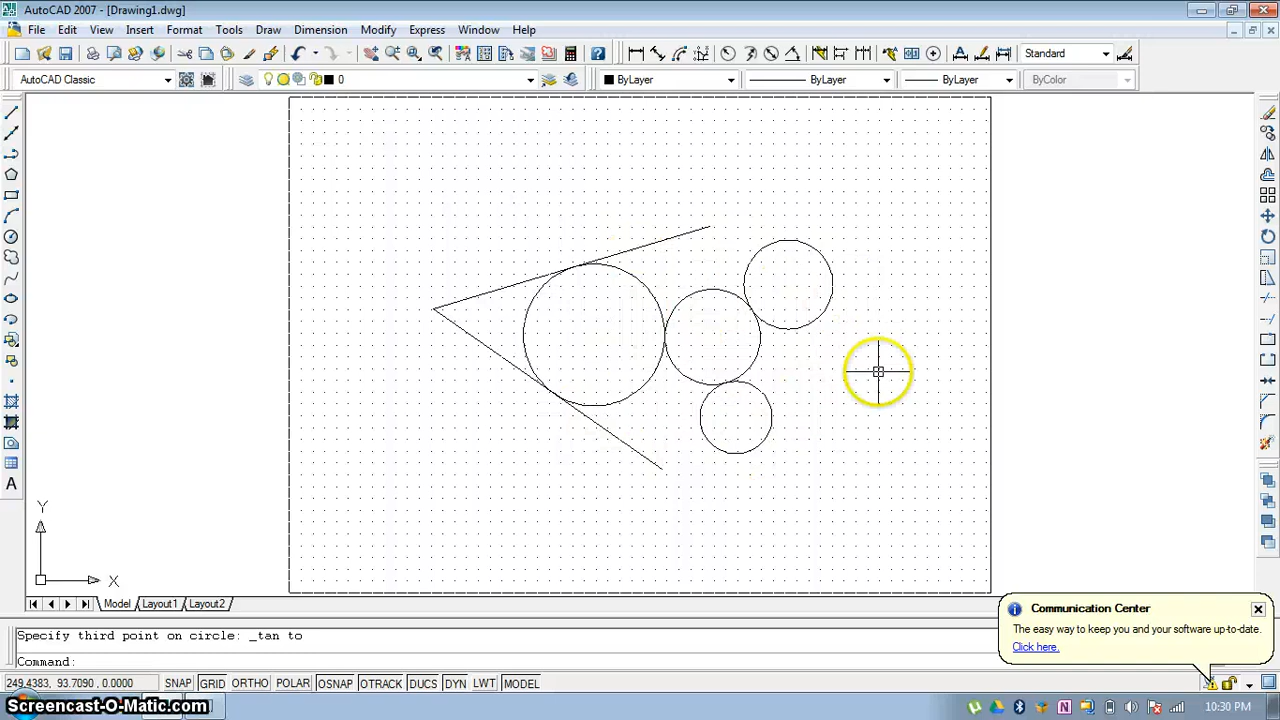 AutoCAD 2007 - [Drawing1.dwg]
File Edit View Insert Format Tools Draw Dimension Modify Express Window Help
Standard
AutoCAD Classic 0 ByLayer ByLayer ByLayer ByColor
A
Y
X
Model Layout1 Layout2
Communication Center
The easy way to keep you and your software up-to-date.
Click here.
Specify third point on circle: _tan to
Command:
249.4383, 93.7090, 0.0000 SNAP GRID ORTHO POLAR OSNAP OTRACK DUCS DYN LWT MODEL
Screencast-O-Matic.com 10:30 PM